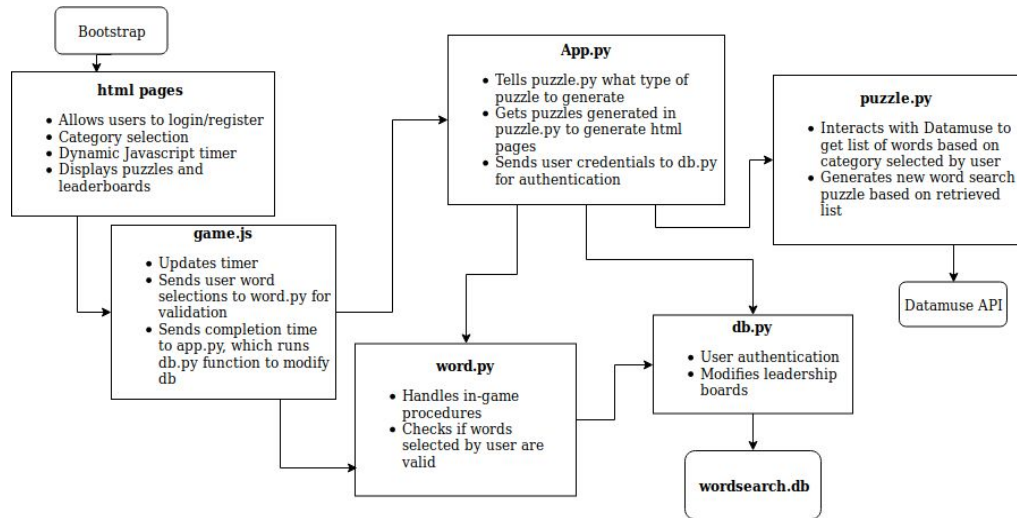 Bootstrap
html pages
• Allows users to login/register
• Category selection
• Dynamic Javascript timer
• Displays puzzles and
leaderboards
game.js
• Updates timer
• Sends user word
selections to word.py for
validation
• Sends completion time
to app.py, which runs
db.py function to modify
db
App.py
• Tells puzzle.py what type of
puzzle to generate
• Gets puzzles generated in
puzzle.py to generate html
pages
• Sends user credentials to db.py
for authentication
puzzle.py
• Interacts with Datamuse to
get list of words based on
category selected by user
• Generates new word search
puzzle based on retrieved
list
Datamuse API
word.py
• Handles in-game
procedures
• Checks if words
selected by user are
valid
db.py
• User authentication
• Modifies leadership
boards
wordsearch.db